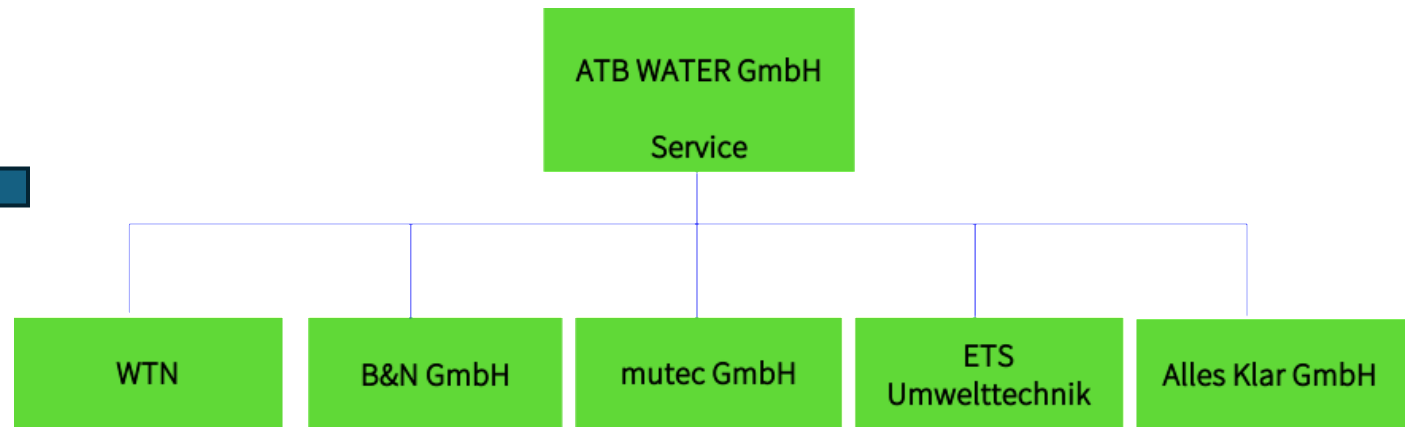 ATB WATER GmbH
Service
WTN
B&N GmbH
mutec GmbH
ETS
Umwelttechnik
Alles Klar GmbH